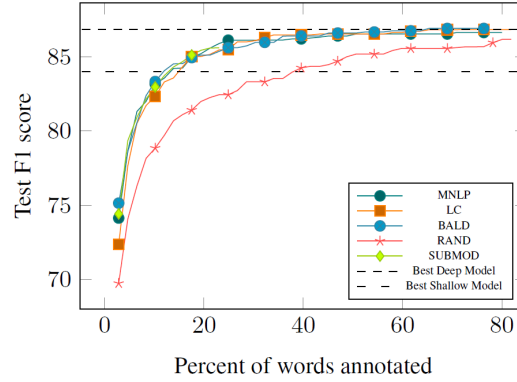 85
80
75
70
Test F1 score
0
20
40
60
80
Percent of words annotated
MNLP
LC
BALD
RAND
SUBMOD
Best Deep Model
Best Shallow Model